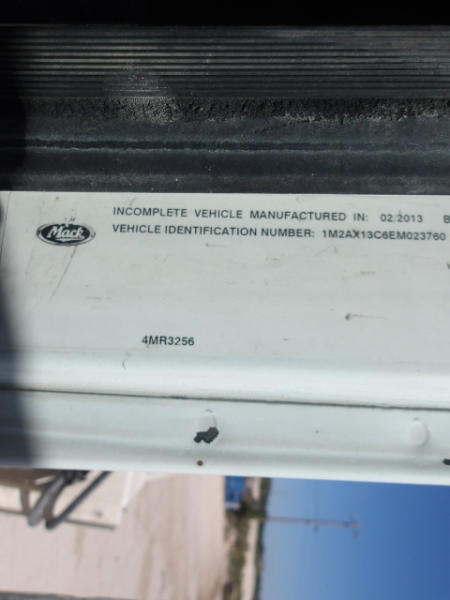 INCOMPLETE VEHICLE MANUFACTURED IN: 02 2013 B
Mack
VEHICLE IDENTIFICATION NUMBER: 1M2AX13C6EM023760
4MR3256